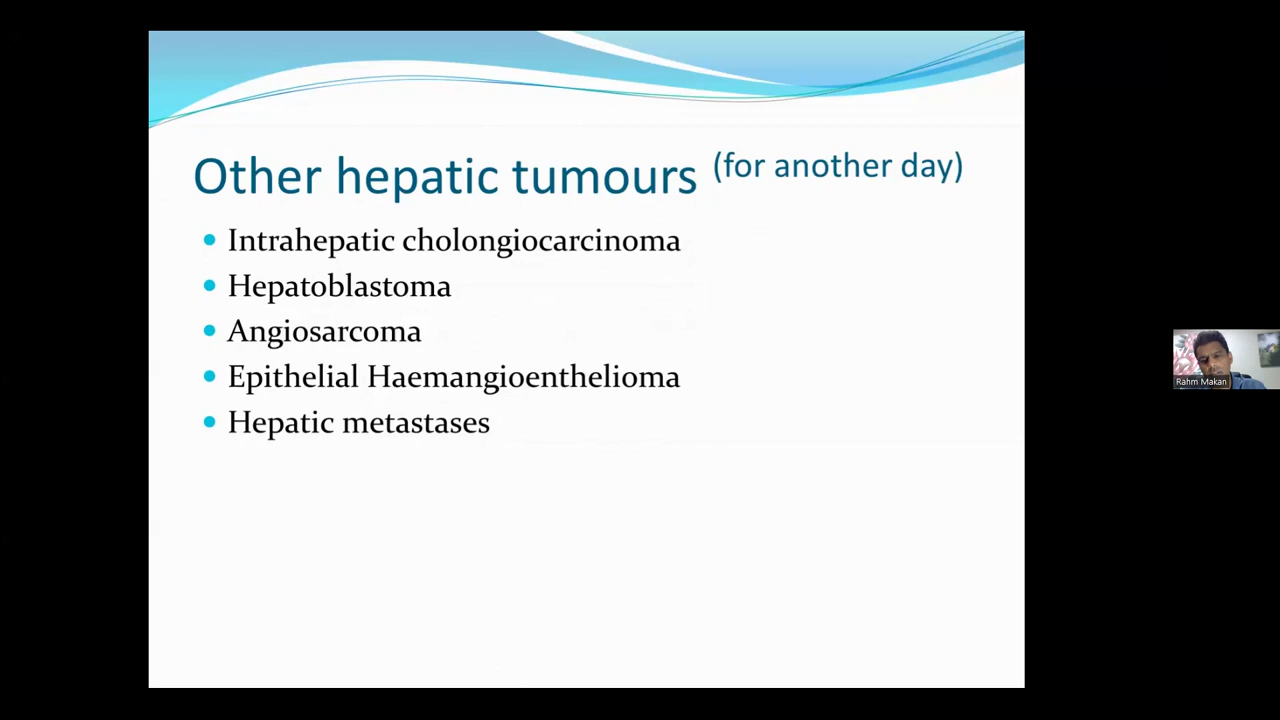 Other hepatic tumours (for another day)
Intrahepatic cholongiocarcinoma
Hepatoblastoma
Angiosarcoma
Epithelial Haemangioenthelioma
Hepatic metastases
Rahm Makan